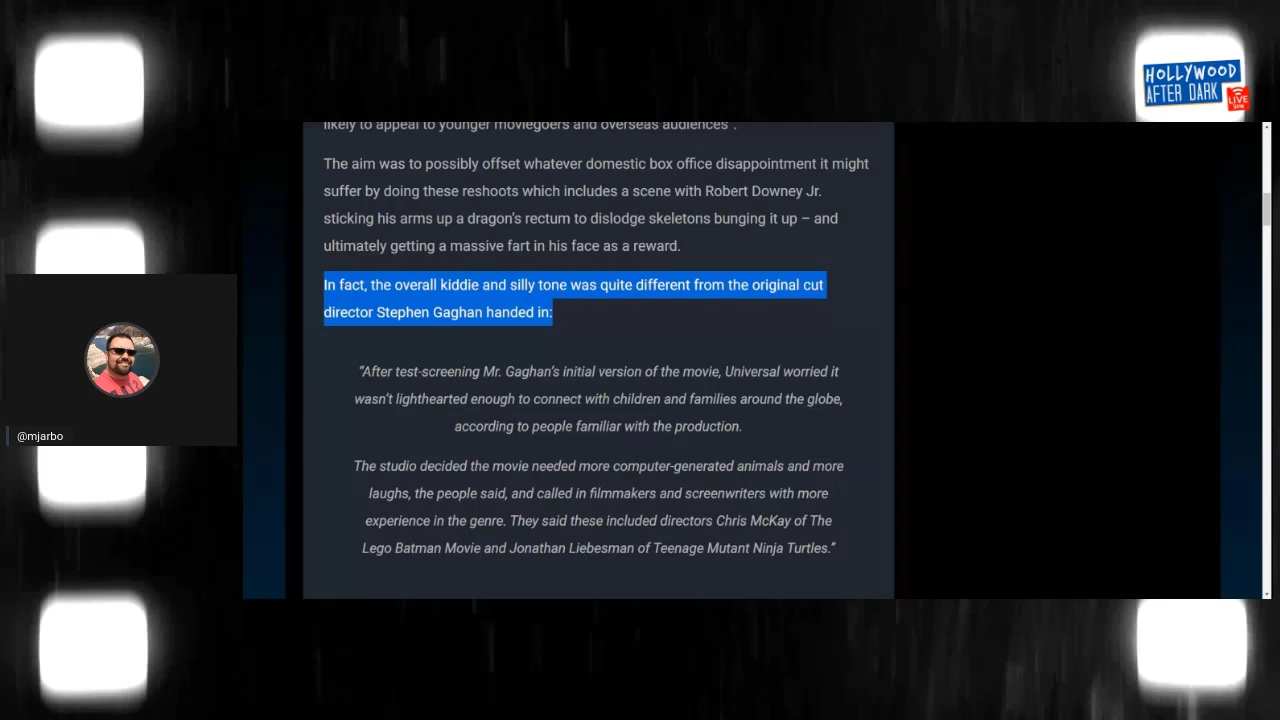 HOLLYWOOD
AFTER DARK
LIVE
SHOW
likely to appeal to younger moviegoers and overseas audiences”.
The aim was to possibly offset whatever domestic box office disappointment it might
suffer by doing these reshoots which includes a scene with Robert Downey Jr.
sticking his arms up a dragon’s rectum to dislodge skeletons bunging it up – and
ultimately getting a massive fart in his face as a reward.
In fact, the overall kiddie and silly tone was quite different from the original cut
director Stephen Gaghan handed in:
“After test-screening Mr. Gaghan’s initial version of the movie, Universal worried it
wasn’t lighthearted enough to connect with children and families around the globe,
according to people familiar with the production.
The studio decided the movie needed more computer-generated animals and more
laughs, the people said, and called in filmmakers and screenwriters with more
experience in the genre. They said these included directors Chris McKay of The
Lego Batman Movie and Jonathan Liebesman of Teenage Mutant Ninja Turtles.”
@mjarbo